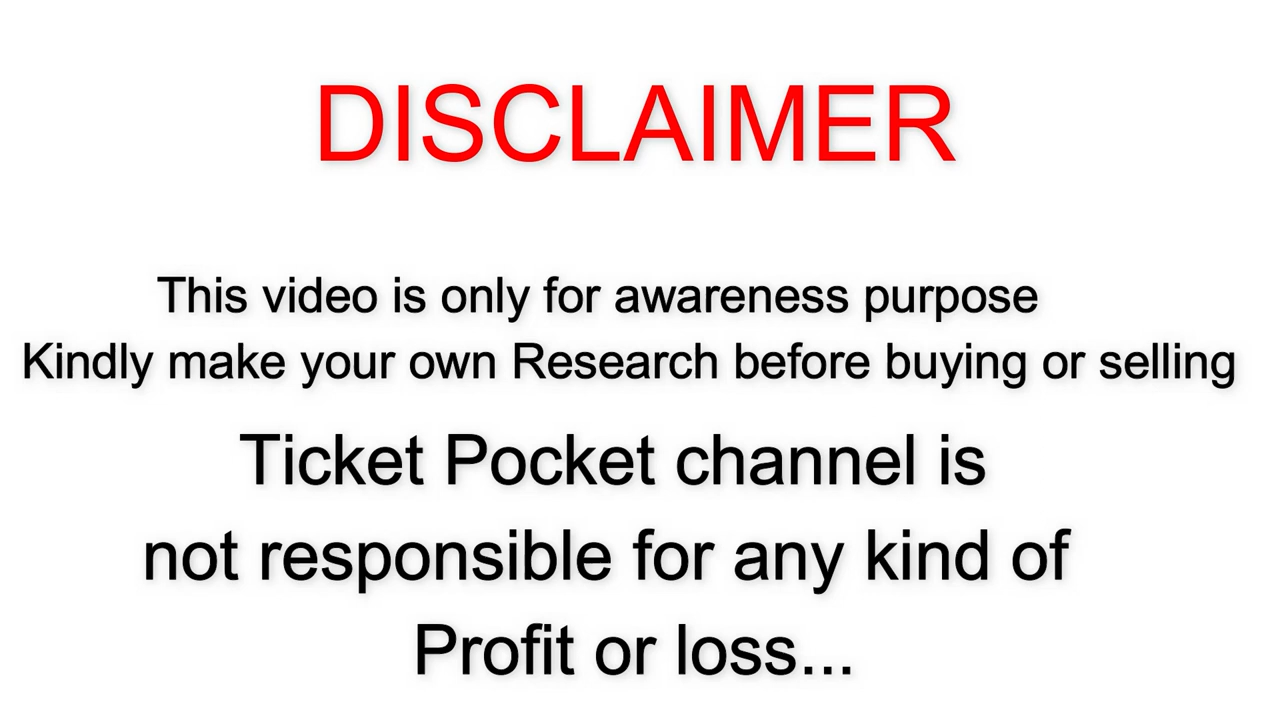 DISCLAIMER
This video is only for awareness purpose
Kindly make your own Research before buying or selling
Ticket Pocket channel is
not responsible for any kind of
Profit or loss...